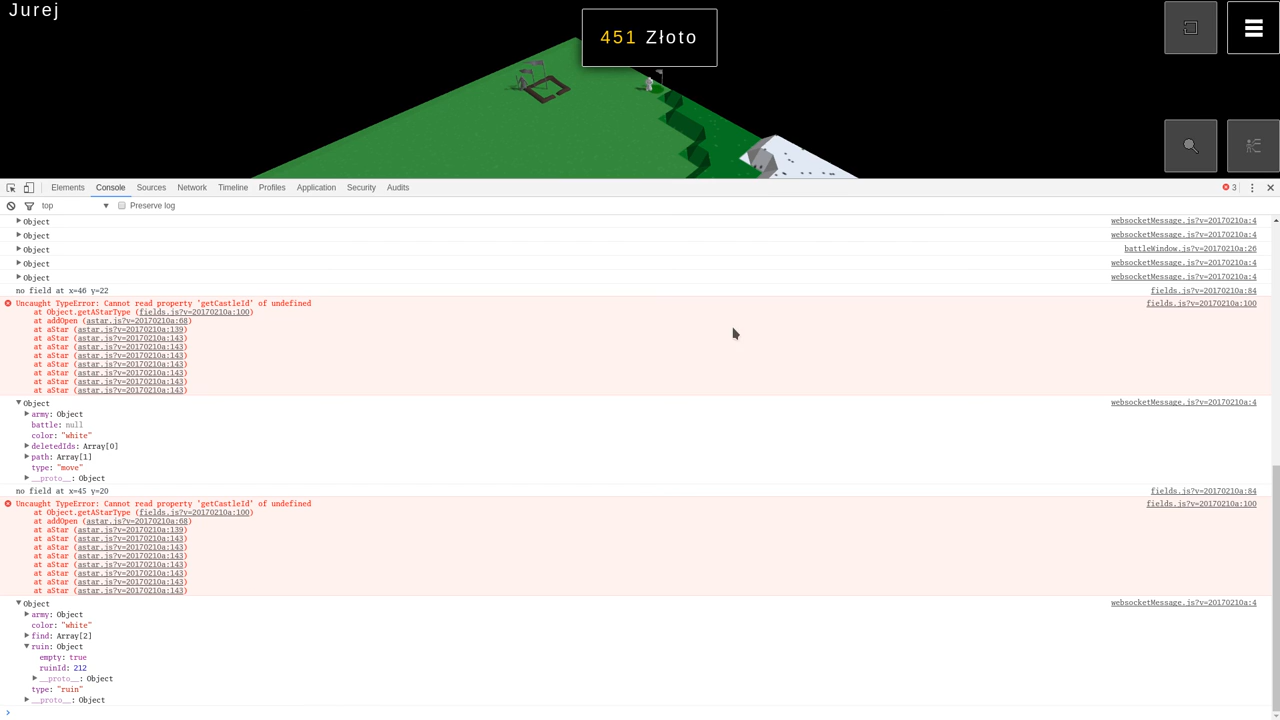 Jurej
451 Złoto
Elements Console Sources Network Timeline Profiles Application Security Audits 3
top Preserve log
Object websocketMessage.js?v=20170210a:4
Object websocketMessage.js?v=20170210a:4
Object battleWindow.js?v=20170210a:26
Object websocketMessage.js?v=20170210a:4
Object websocketMessage.js?v=20170210a:4
no field at x=46 y=22 fields.js?v=20170210a:84
Uncaught TypeError: Cannot read property 'getCastleId' of undefined fields.js?v=20170210a:100
at Object.getAStarType (fields.js?v=20170210a:100)
at addOpen (astar.js?v=20170210a:68)
at aStar (astar.js?v=20170210a:139)
at aStar (astar.js?v=20170210a:143)
at aStar (astar.js?v=20170210a:143)
at aStar (astar.js?v=20170210a:143)
at aStar (astar.js?v=20170210a:143)
at aStar (astar.js?v=20170210a:143)
at aStar (astar.js?v=20170210a:143)
at aStar (astar.js?v=20170210a:143)
Object websocketMessage.js?v=20170210a:4
army: Object
battle: null
color: "white"
deletedIds: Array[0]
path: Array[1]
type: "move"
__proto__: Object
no field at x=45 y=20 fields.js?v=20170210a:84
Uncaught TypeError: Cannot read property 'getCastleId' of undefined fields.js?v=20170210a:100
at Object.getAStarType (fields.js?v=20170210a:100)
at addOpen (astar.js?v=20170210a:68)
at aStar (astar.js?v=20170210a:139)
at aStar (astar.js?v=20170210a:143)
at aStar (astar.js?v=20170210a:143)
at aStar (astar.js?v=20170210a:143)
at aStar (astar.js?v=20170210a:143)
at aStar (astar.js?v=20170210a:143)
at aStar (astar.js?v=20170210a:143)
at aStar (astar.js?v=20170210a:143)
Object websocketMessage.js?v=20170210a:4
army: Object
color: "white"
find: Array[2]
ruin: Object
empty: true
ruinId: 212
__proto__: Object
type: "ruin"
__proto__: Object